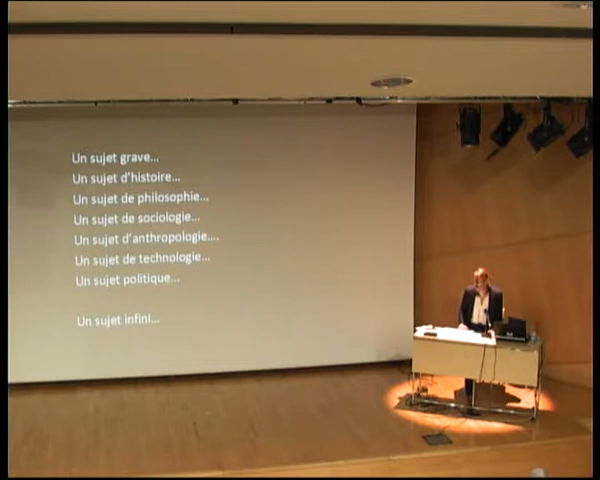 Un sujet grave...
Un sujet d'histoire...
Un sujet de philosophie...
Un sujet de sociologie...
Un sujet d'anthropologie....
Un sujet de technologie...
Un sujet politique...
Un sujet infini...